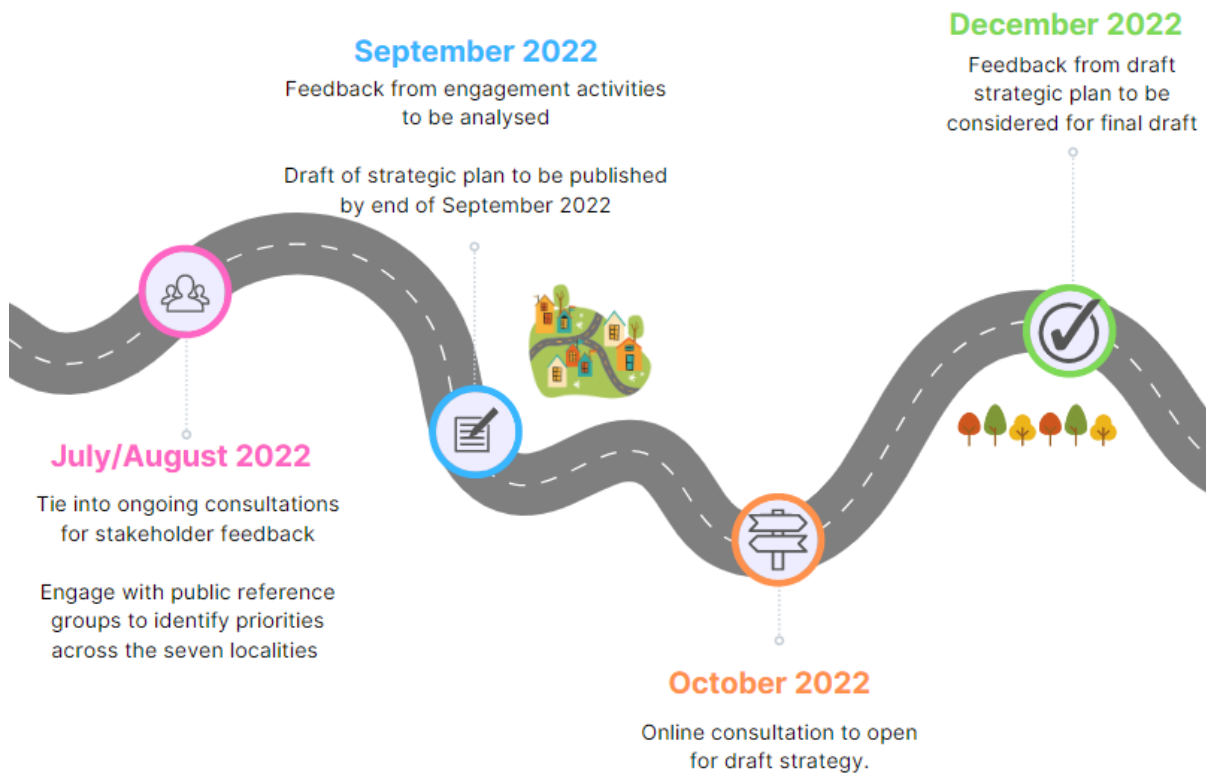 July/August 2022
Tie into ongoing consultations
for stakeholder feedback
Engage with public reference
groups to identify priorities
across the seven localities
September 2022
Feedback from engagement activities
to be analysed
Draft of strategic plan to be published
by end of September 2022
October 2022
Online consultation to open
for draft strategy.
December 2022
Feedback from draft
strategic plan to be
considered for final draft